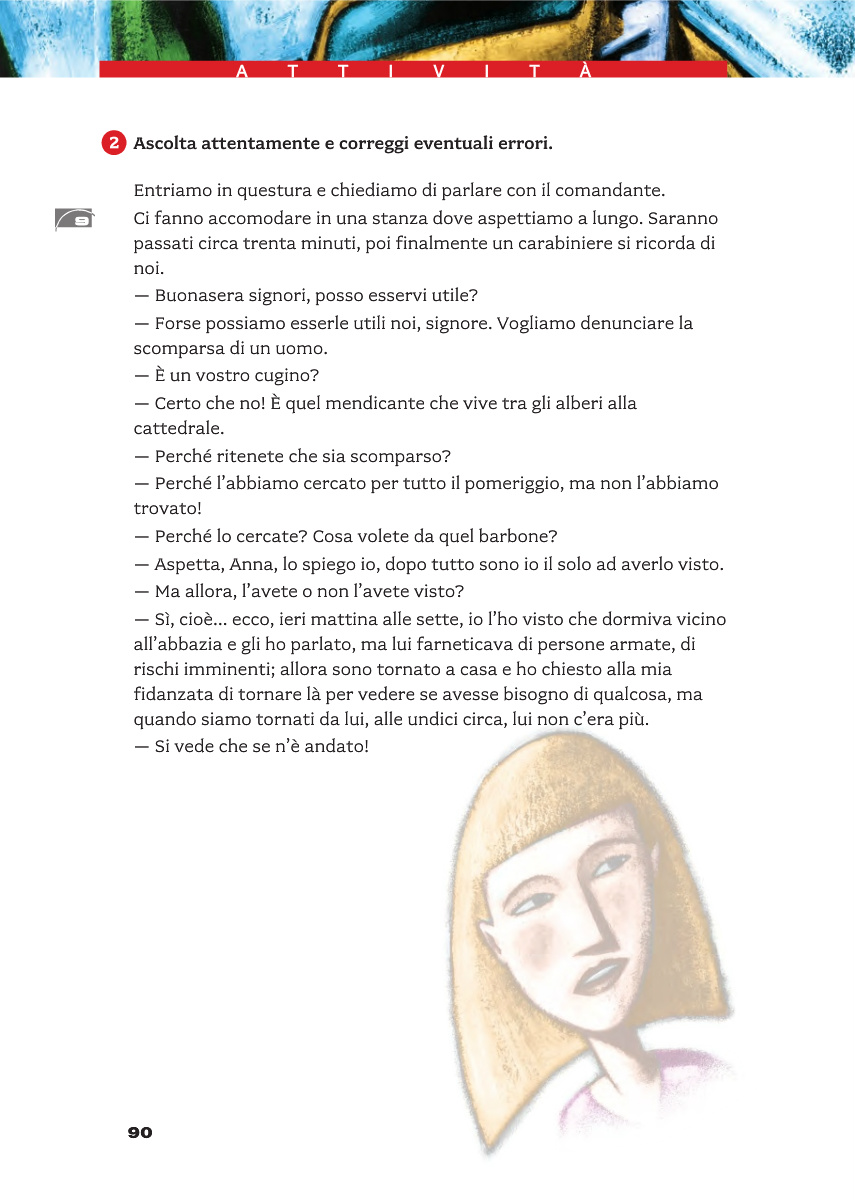 ATTIVITÀ
2 Ascolta attentamente e correggi eventuali errori.
Entriamo in questura e chiediamo di parlare con il comandante.
9
Ci fanno accomodare in una stanza dove aspettiamo a lungo. Saranno
passati circa trenta minuti, poi finalmente un carabiniere si ricorda di
noi.
— Buonasera signori, posso esservi utile?
— Forse possiamo esserle utili noi, signore. Vogliamo denunciare la
scomparsa di un uomo.
— È un vostro cugino?
— Certo che no! È quel mendicante che vive tra gli alberi alla
cattedrale.
— Perché ritenete che sia scomparso?
— Perché l’abbiamo cercato per tutto il pomeriggio, ma non l’abbiamo
trovato!
— Perché lo cercate? Cosa volete da quel barbone?
— Aspetta, Anna, lo spiego io, dopo tutto sono io il solo ad averlo visto.
— Ma allora, l’avete o non l’avete visto?
— Sì, cioè... ecco, ieri mattina alle sette, io l’ho visto che dormiva vicino
all’abbazia e gli ho parlato, ma lui farneticava di persone armate, di
rischi imminenti; allora sono tornato a casa e ho chiesto alla mia
fidanzata di tornare là per vedere se avesse bisogno di qualcosa, ma
quando siamo tornati da lui, alle undici circa, lui non c’era più.
— Si vede che se n’è andato!
90